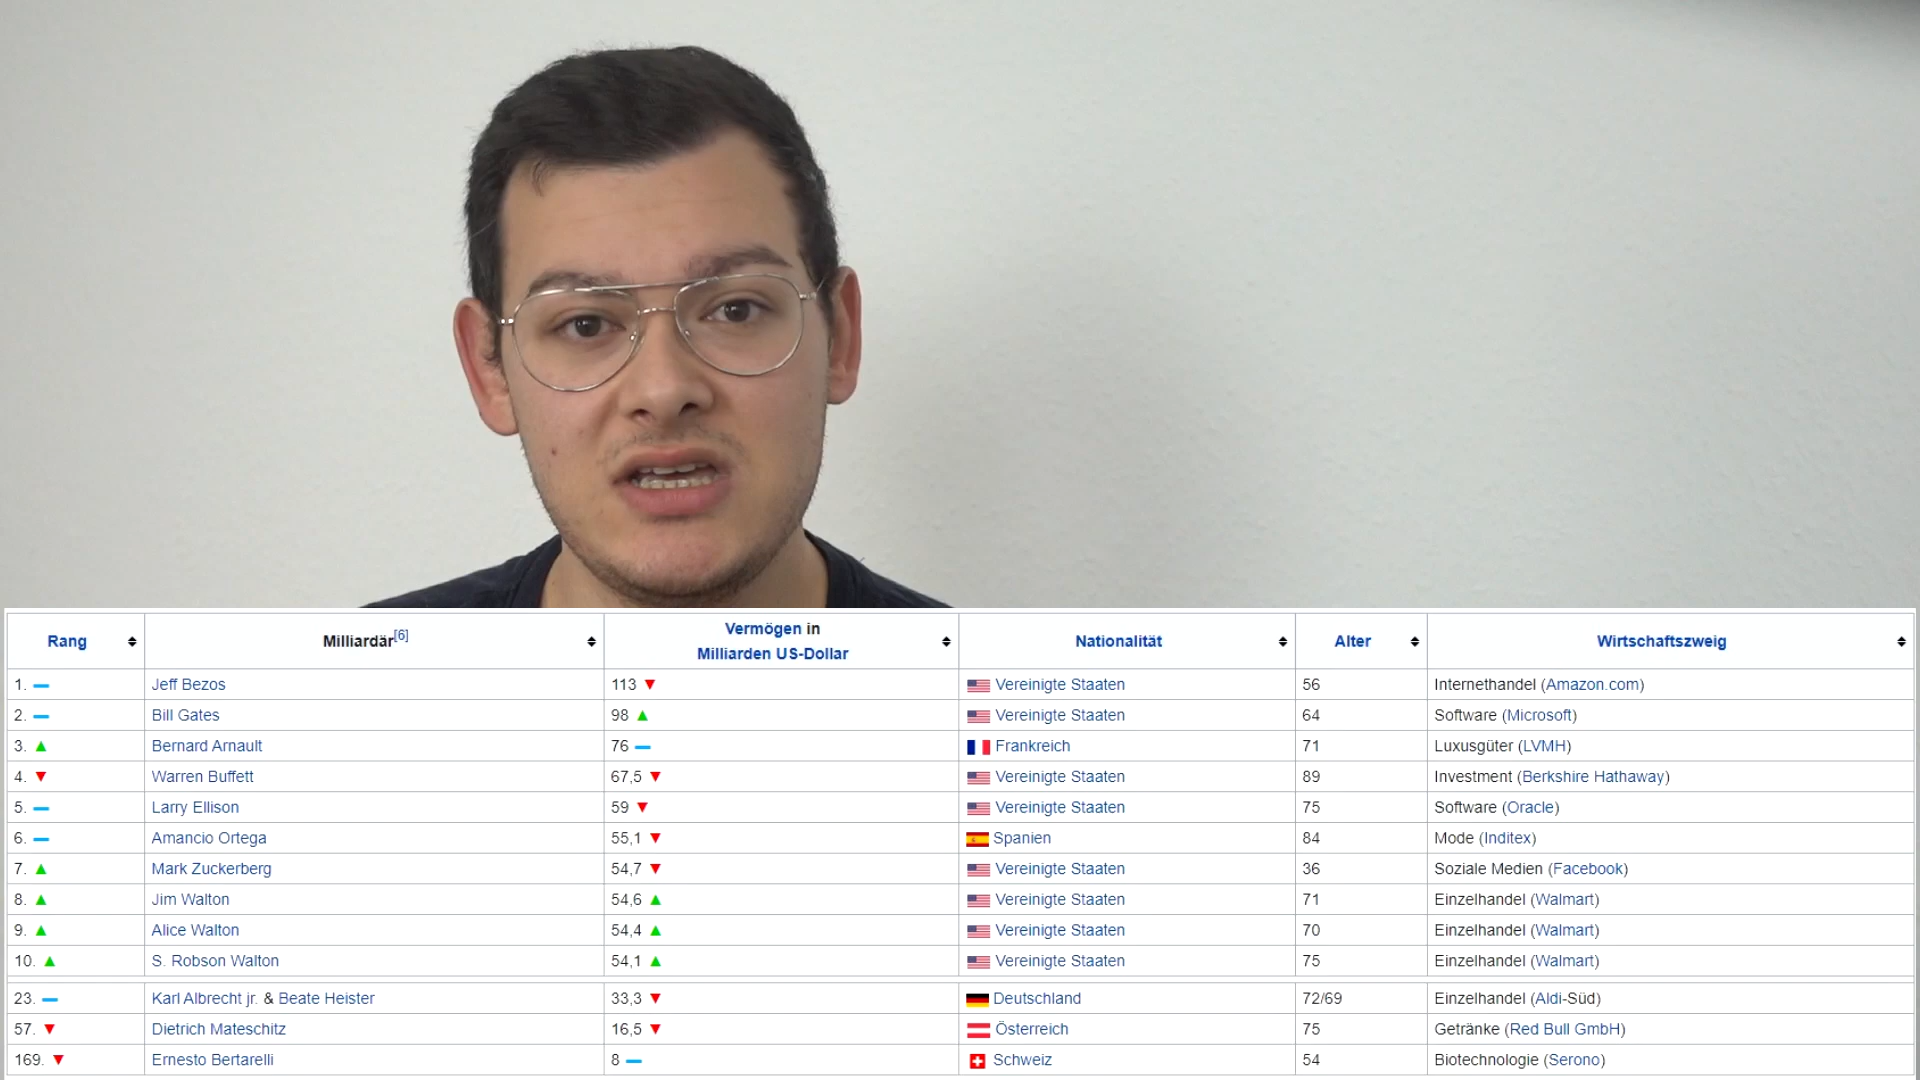 Rang Milliardär[6] Vermögen in Milliarden US-Dollar Nationalität Alter Wirtschaftszweig
1. Jeff Bezos 113 Vereinigte Staaten 56 Internethandel (Amazon.com)
2. Bill Gates 98 Vereinigte Staaten 64 Software (Microsoft)
3. Bernard Arnault 76 Frankreich 71 Luxusgüter (LVMH)
4. Warren Buffett 67,5 Vereinigte Staaten 89 Investment (Berkshire Hathaway)
5. Larry Ellison 59 Vereinigte Staaten 75 Software (Oracle)
6. Amancio Ortega 55,1 Spanien 84 Mode (Inditex)
7. Mark Zuckerberg 54,7 Vereinigte Staaten 36 Soziale Medien (Facebook)
8. Jim Walton 54,6 Vereinigte Staaten 71 Einzelhandel (Walmart)
9. Alice Walton 54,4 Vereinigte Staaten 70 Einzelhandel (Walmart)
10. S. Robson Walton 54,1 Vereinigte Staaten 75 Einzelhandel (Walmart)
23. Karl Albrecht jr. & Beate Heister 33,3 Deutschland 72/69 Einzelhandel (Aldi-Süd)
57. Dietrich Mateschitz 16,5 Österreich 75 Getränke (Red Bull GmbH)
169. Ernesto Bertarelli 8 Schweiz 54 Biotechnologie (Serono)